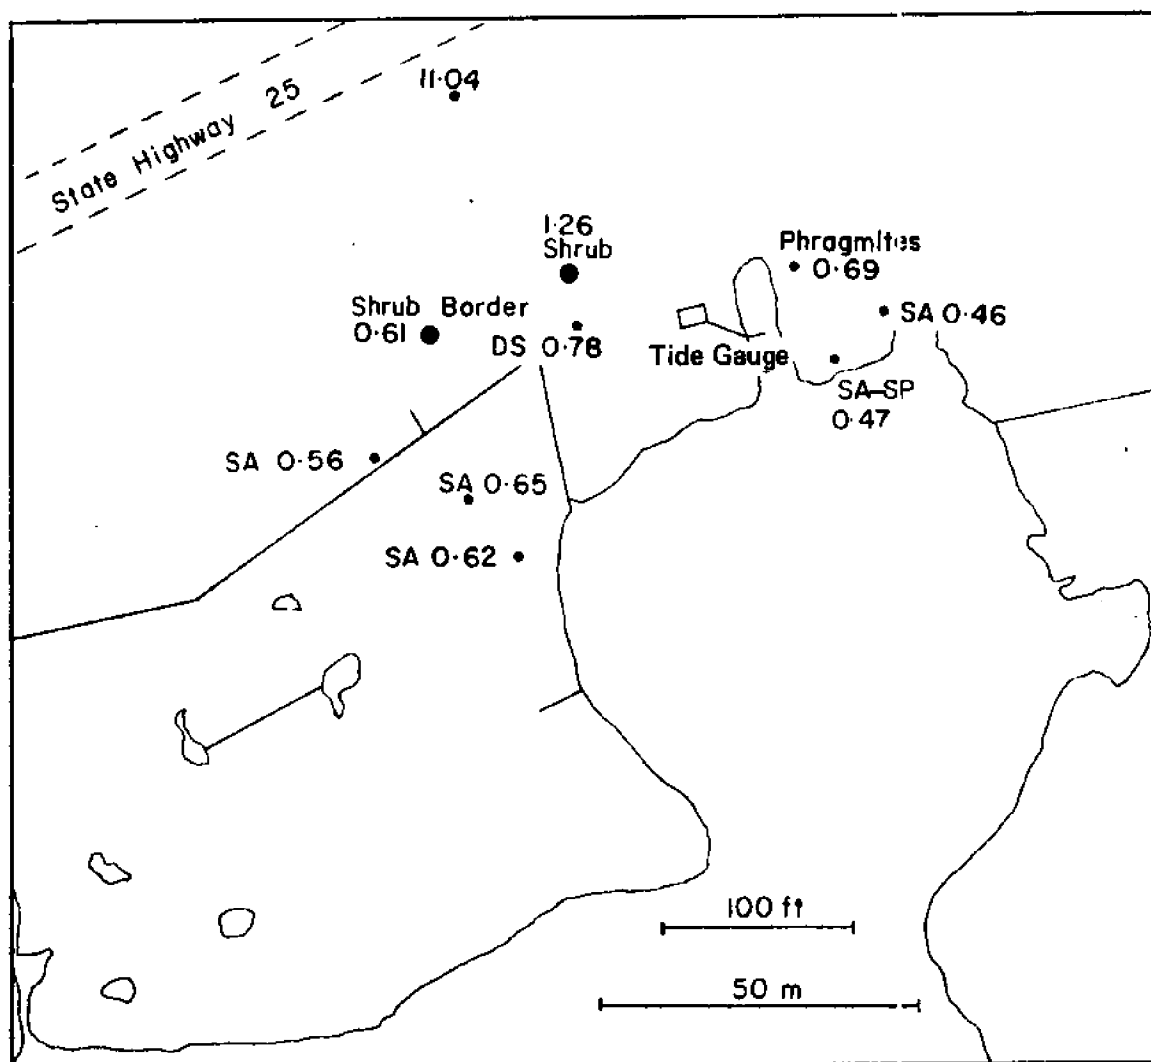 State Highway 25
11·04
1·26
Shrub
Phragmites
0·69
Shrub Border
0·61
SA 0·46
DS 0·78
Tide Gauge
SA-SP
0·47
SA 0·56
SA 0·65
SA 0·62
100 ft
50 m